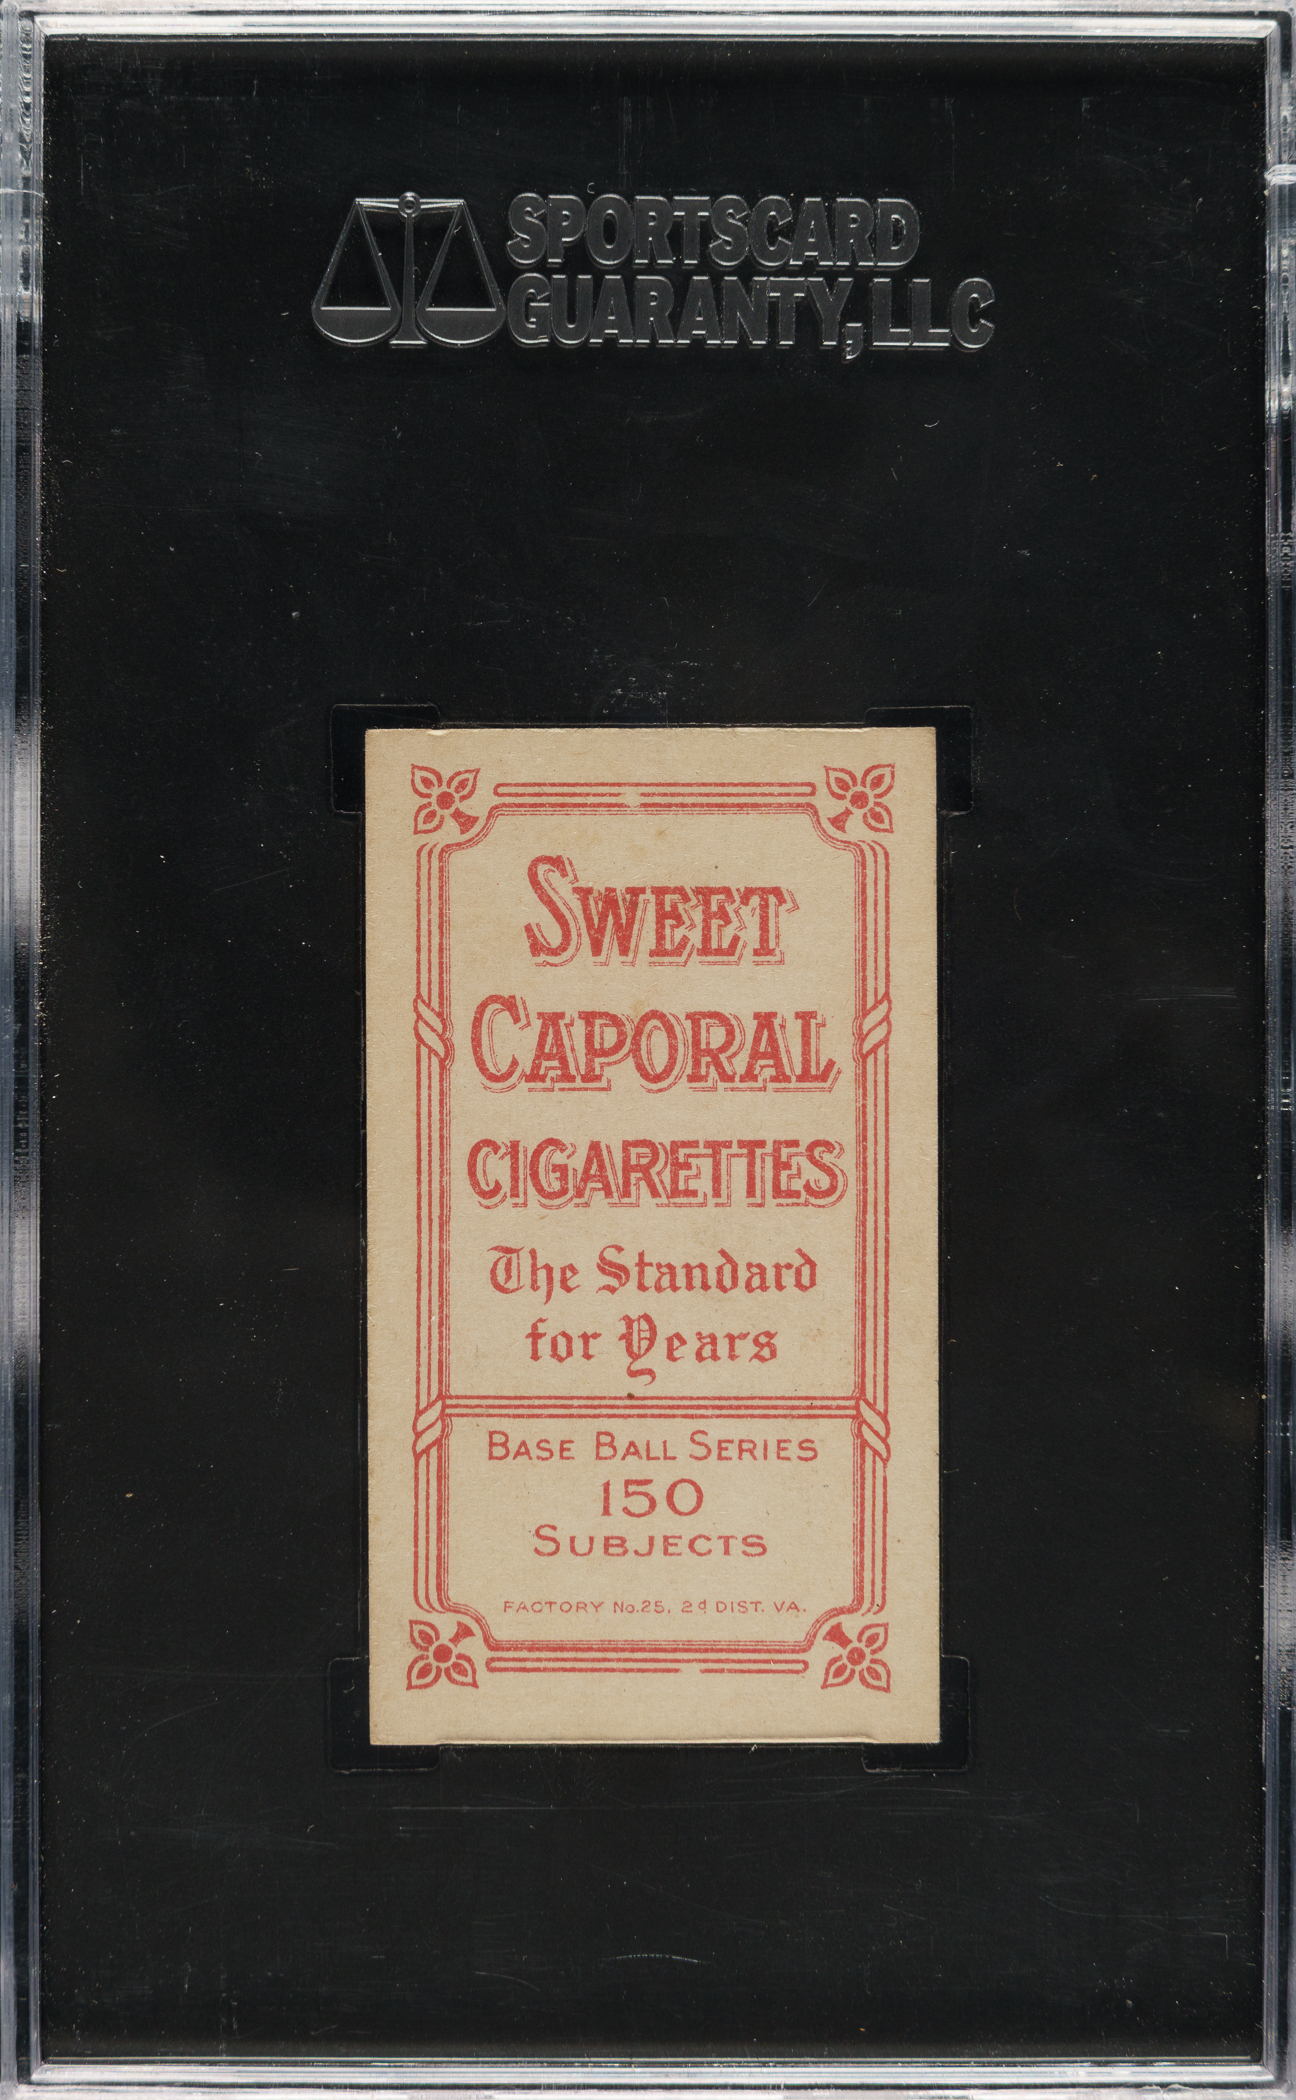 SPORTSCARD
GUARANTY, LLC
SWEET
CAPORAL
CIGARETTES
The Standard
for Years
BASE BALL SERIES
150
SUBJECTS
FACTORY No. 25, 2d DIST. VA.